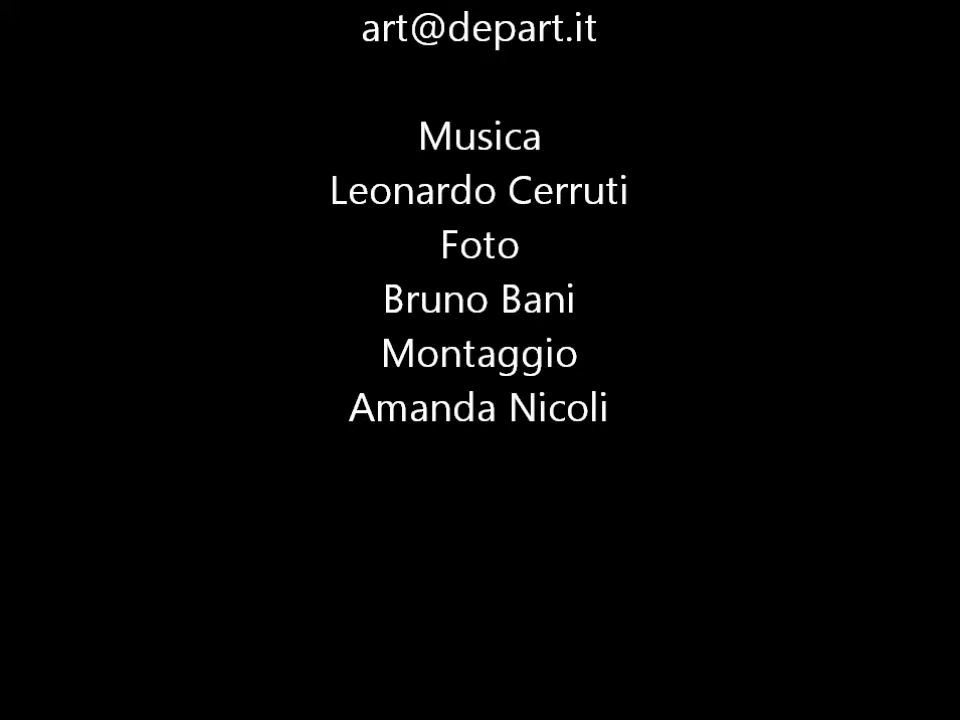 art@depart.it
Musica
Leonardo Cerruti
Foto
Bruno Bani
Montaggio
Amanda Nicoli